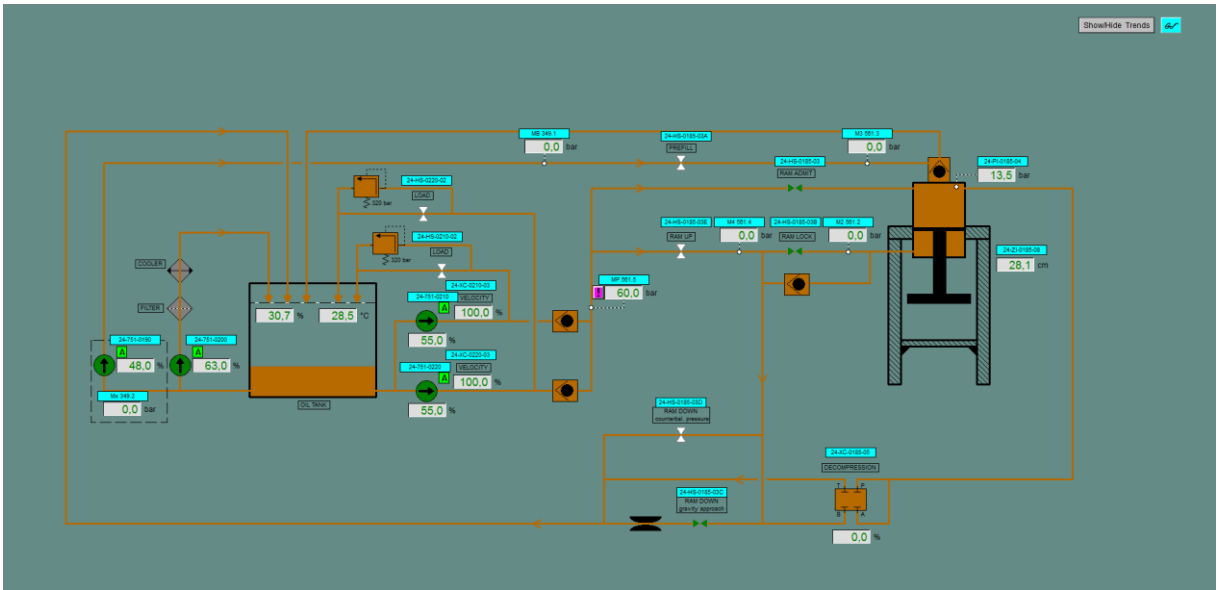 Show/Hide Trends
MB 349.1
0,0 bar
24-HS-0185-03A
PREFILL
M3 561.3
0,0 bar
24-HS-0185-03
RAM ADMIT
24-PI-0185-04
13,5 bar
24-HS-0220-02
LOAD
320 bar
24-HS-0210-02
LOAD
320 bar
24-HS-0185-03E
RAM UP
M4 561.4
0,0 bar
24-HS-0185-03B
RAM LOCK
M2 561.2
0,0 bar
24-ZI-0185-08
28,1 cm
COOLER
FILTER
30,7 %
28,5 °C
OIL TANK
24-751-0190
A
48,0 %
24-751-0200
A
63,0 %
Mx 349.2
0,0 bar
24-XC-0210-03
24-751-0210
VELOCITY
A
100,0 %
55,0 %
24-XC-0220-03
24-751-0220
VELOCITY
A
100,0 %
55,0 %
MP 561.5
!
60,0 bar
24-HS-0185-03D
RAM DOWN
counterbal. pressure
24-XC-0185-05
DECOMPRESSION
T P
B A
0,0 %
24-HS-0185-03C
RAM DOWN
gravity approach